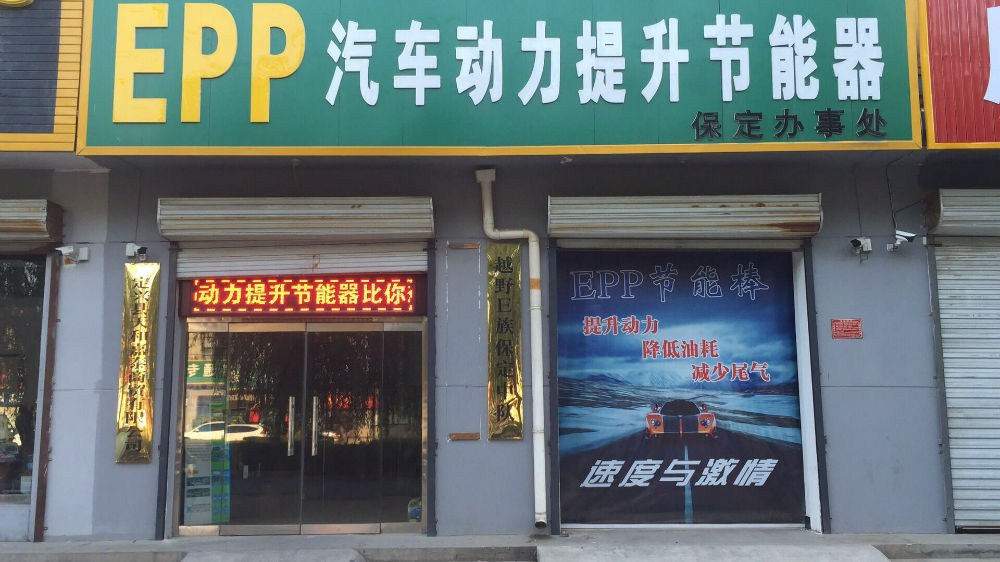 EPP 汽车动力提升节能器
保定办事处
动力提升节能器比你
越野巨族保定
EPP节能棒
提升动力
降低油耗
减少尾气
速度与激情